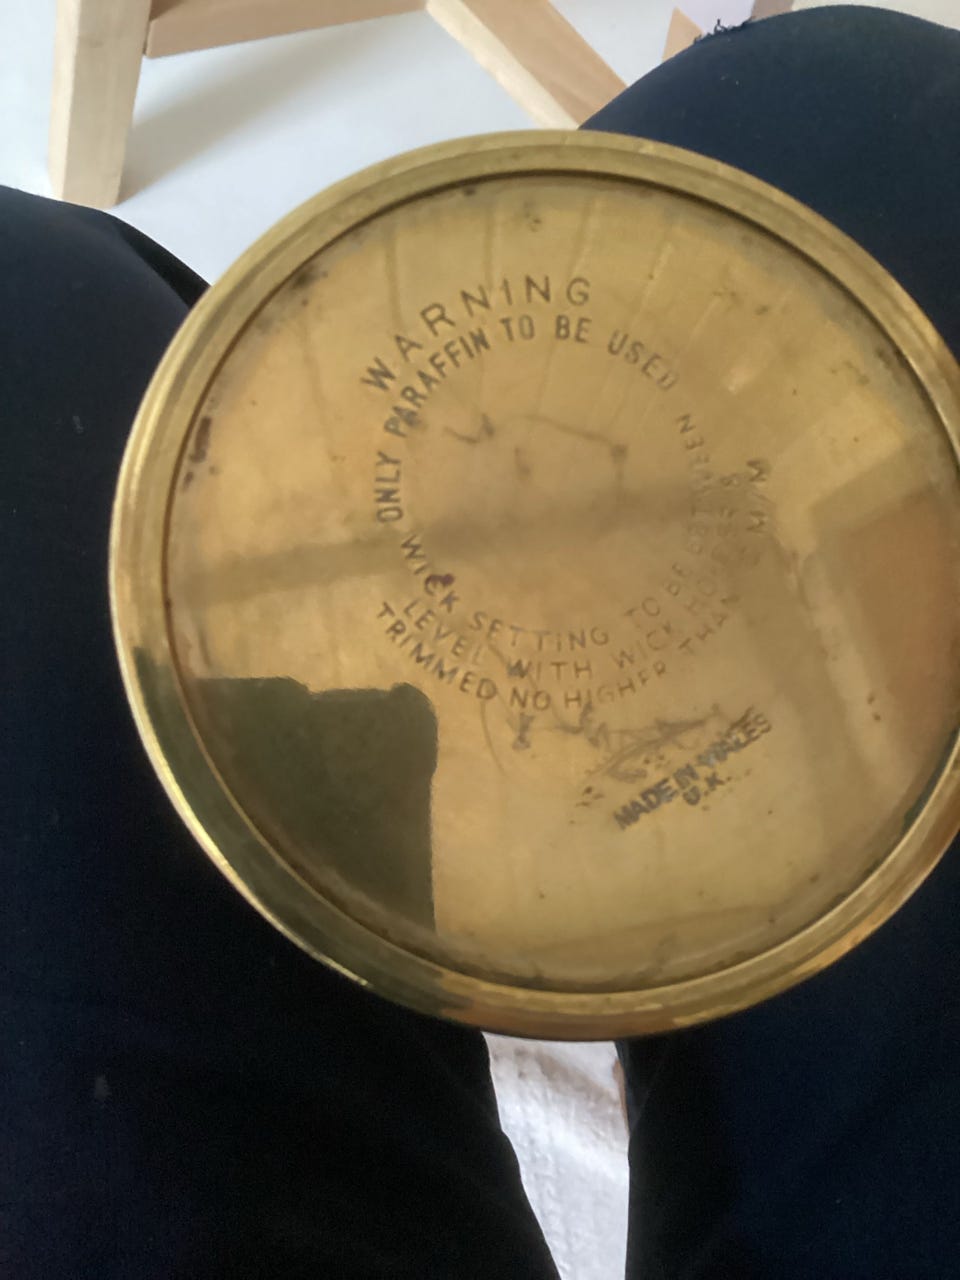 WARNING
ONLY PARAFFIN TO BE USED
WICK SETTING TO BE BETWEEN
LEVEL WITH WICK
TRIMMED NO HIGHER THAN M/M
MADE IN WALES
U.K.